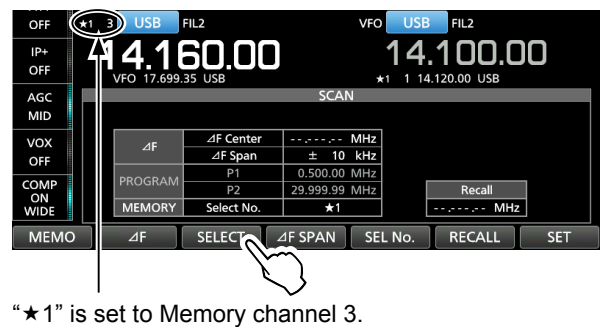 OFF
★1 3 USB FIL2 VFO USB FIL2
IP+
OFF
14.160.00 14.100.00
VFO 17.699.35 USB ★1 1 14.120.00 USB
AGC
MID
SCAN
VOX
OFF
⊿F ⊿F Center --.---.-- MHz
⊿F Span ± 10 kHz
PROGRAM P1 0.500.00 MHz
P2 29.999.99 MHz
MEMORY Select No. ★1
Recall
--.---.-- MHz
COMP
ON
WIDE
MEMO ⊿F SELECT ⊿F SPAN SEL No. RECALL SET
“★1” is set to Memory channel 3.